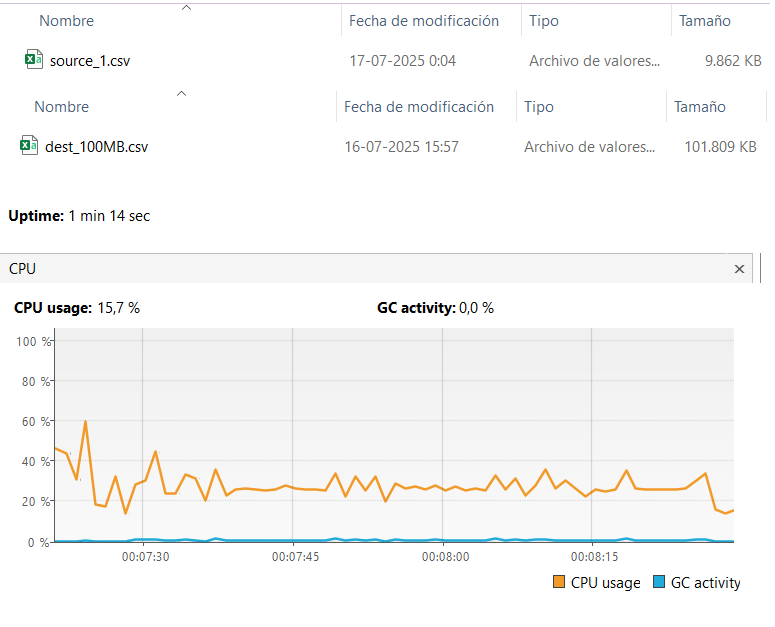 Nombre Fecha de modificación Tipo Tamaño
source_1.csv 17-07-2025 0:04 Archivo de valores... 9.862 KB
Nombre Fecha de modificación Tipo Tamaño
dest_100MB.csv 16-07-2025 15:57 Archivo de valores... 101.809 KB
Uptime: 1 min 14 sec
CPU
CPU usage: 15,7 % GC activity: 0,0 %
100 %
80 %
60 %
40 %
20 %
0 %
00:07:30 00:07:45 00:08:00 00:08:15
CPU usage GC activity